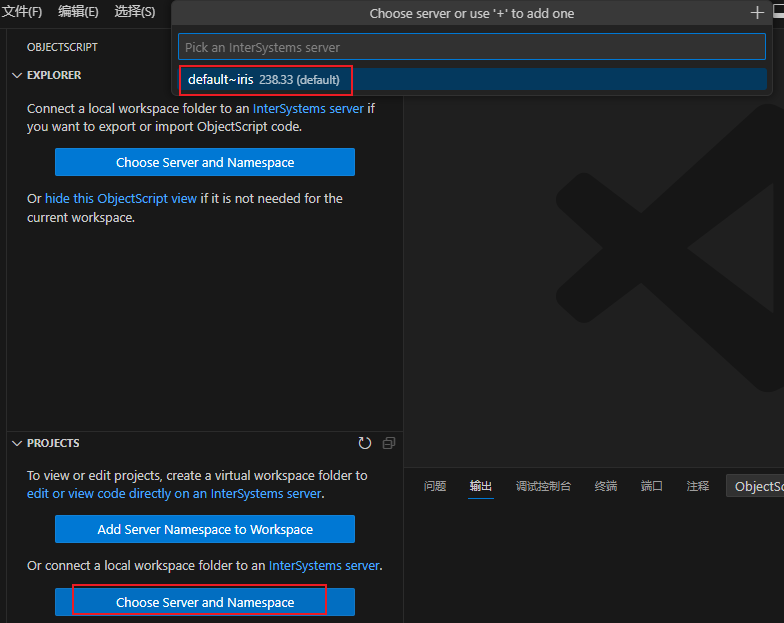 文件(F) 编辑(E) 选择(S)
Choose server or use '+' to add one
Pick an InterSystems server
default~iris 238.33 (default)
OBJECTSCRIPT
EXPLORER
Connect a local workspace folder to an InterSystems server if
you want to export or import ObjectScript code.
Choose Server and Namespace
Or hide this ObjectScript view if it is not needed for the
current workspace.
PROJECTS
To view or edit projects, create a virtual workspace folder to
edit or view code directly on an InterSystems server.
Add Server Namespace to Workspace
Or connect a local workspace folder to an InterSystems server.
Choose Server and Namespace
问题 输出 调试控制台 终端 端口 注释 ObjectSc